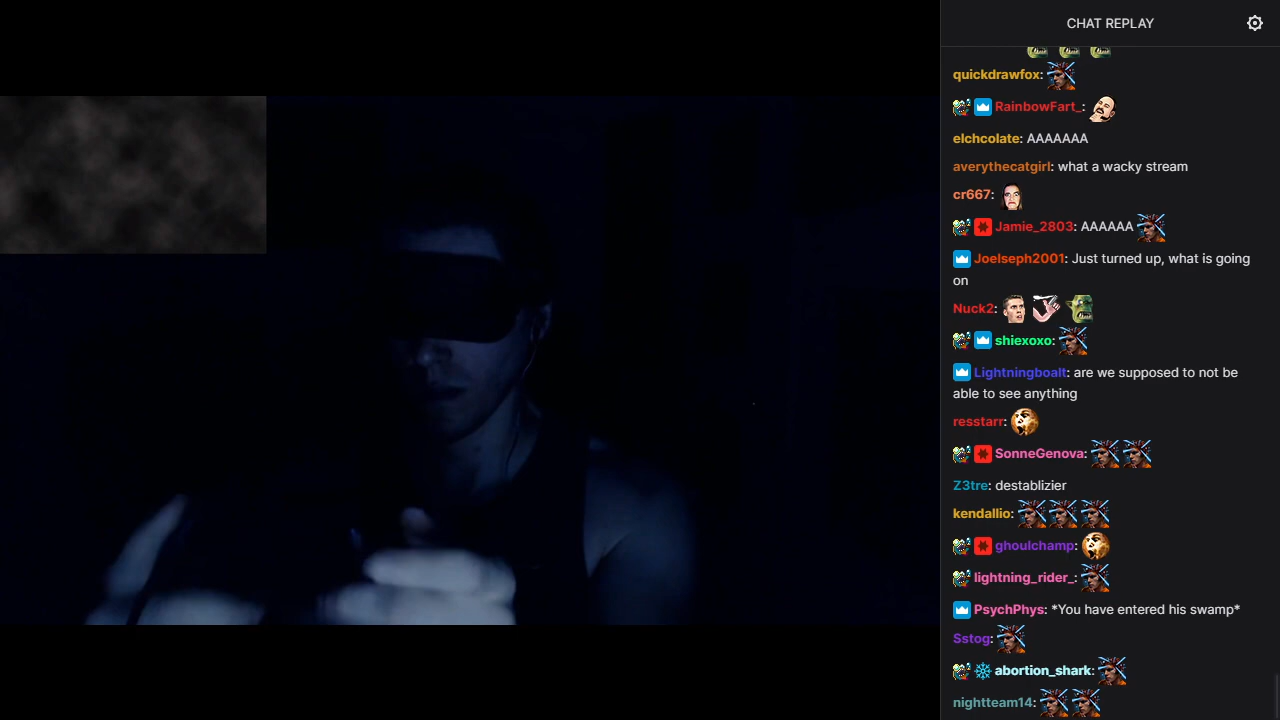 CHAT REPLAY
quickdrawfox:
RainbowFart_:
elchcolate: AAAAAAA
averythecatgirl: what a wacky stream
cr667:
Jamie_2803: AAAAAA
Joelseph2001: Just turned up, what is going
on
Nuck2:
shiexoxo:
Lightningboalt: are we supposed to not be
able to see anything
resstarr:
SonneGenova:
Z3tre: destablizier
kendallio:
ghoulchamp:
lightning_rider_:
PsychPhys: *You have entered his swamp*
Sstog:
abortion_shark:
nightteam14: